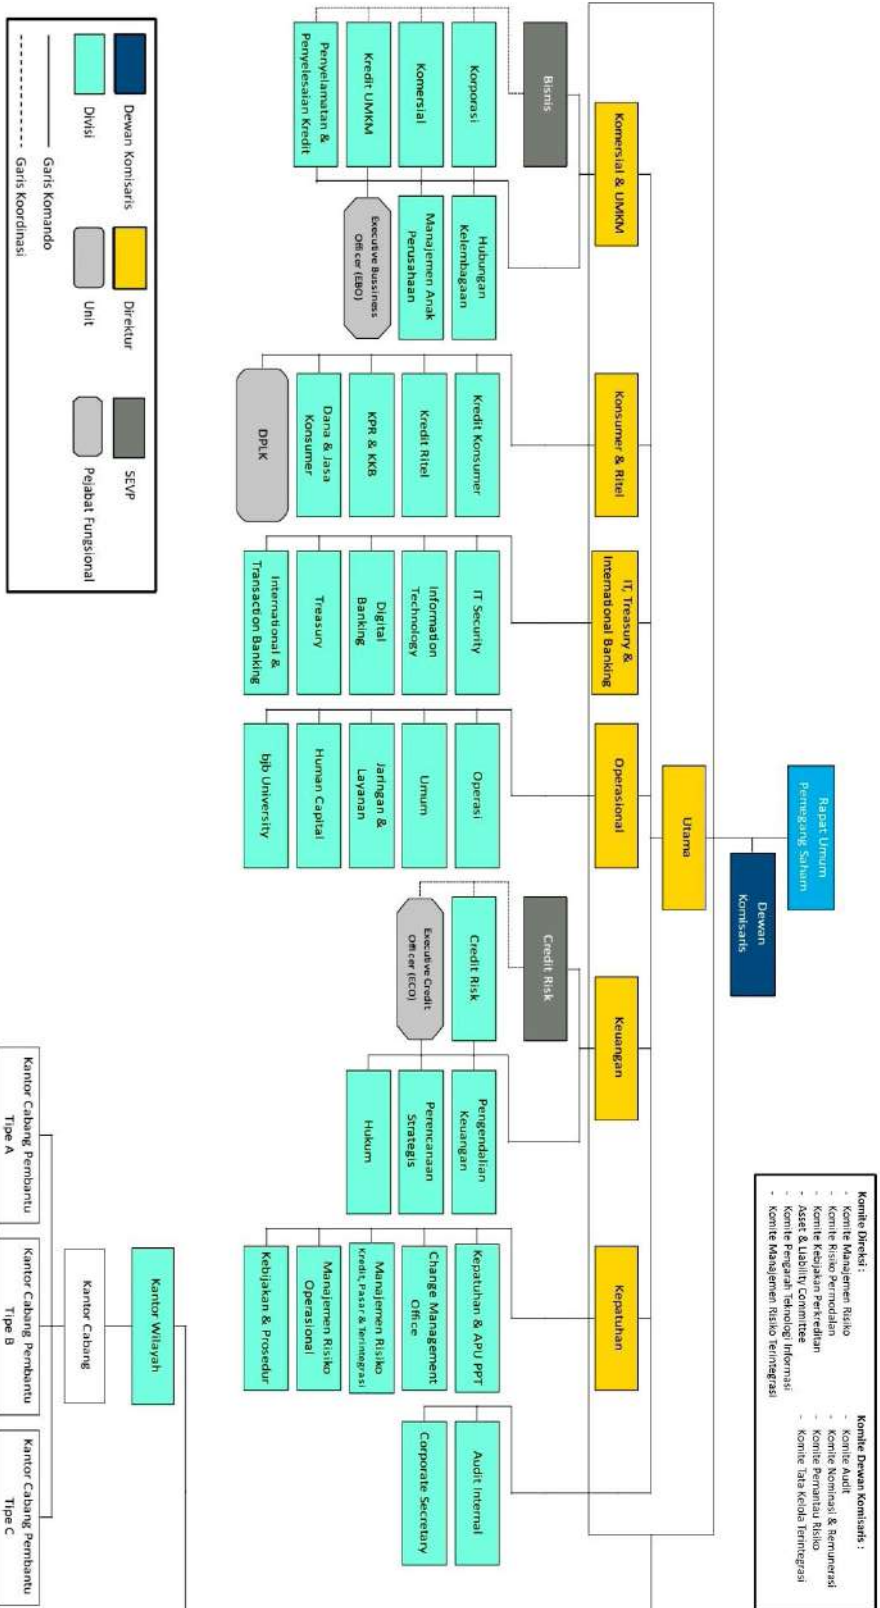 Rapat Umum
Pemegang Saham
Dewan
Komisaris
Utama
Komite Direksi :
- Komite Manajemen Risiko
- Komite Risiko Permodalan
- Komite Kebijakan Perkreditan
- Asset & Liability Committee
- Komite Pengarah Teknologi Informasi
- Komite Manajemen Risiko Terintegrasi
Komite Dewan Komisaris :
- Komite Audit
- Komite Nominasi & Remunerasi
- Komite Pemantau Risiko
- Komite Tata Kelola Terintegrasi
Komersial & UMKM
Konsumer & Ritel
IT, Treasury &
International Banking
Operasional
Keuangan
Kepatuhan
Bisnis
Korporasi
Komersial
Kredit UMKM
Penyelamatan &
Penyelesaian Kredit
Hubungan
Kelembagaan
Manajemen Anak
Perusahaan
Executive Bussiness
Officer (EBO)
Kredit Konsumer
Kredit Ritel
KPR & KKB
Dana & Jasa
Konsumer
DPLK
IT Security
Information
Technology
Digital
Banking
Treasury
International &
Transaction Banking
Operasi
Umum
Jaringan &
Layanan
Human Capital
bjb University
Credit Risk
Credit Risk
Executive Credit
Officer (ECO)
Pengendalian
Keuangan
Perencanaan
Strategis
Hukum
Kepatuhan & APU PPT
Change Management
Office
Manajemen Risiko
Kredit, Pasar & Terintegrasi
Manajemen Risiko
Operasional
Kebijakan & Prosedur
Audit Internal
Corporate Secretary
Kantor Wilayah
Kantor Cabang
Kantor Cabang Pembantu
Tipe A
Kantor Cabang Pembantu
Tipe B
Kantor Cabang Pembantu
Tipe C
Dewan Komisaris
Direktur
SEVP
Divisi
Unit
Pejabat Fungsional
Garis Komando
Garis Koordinasi